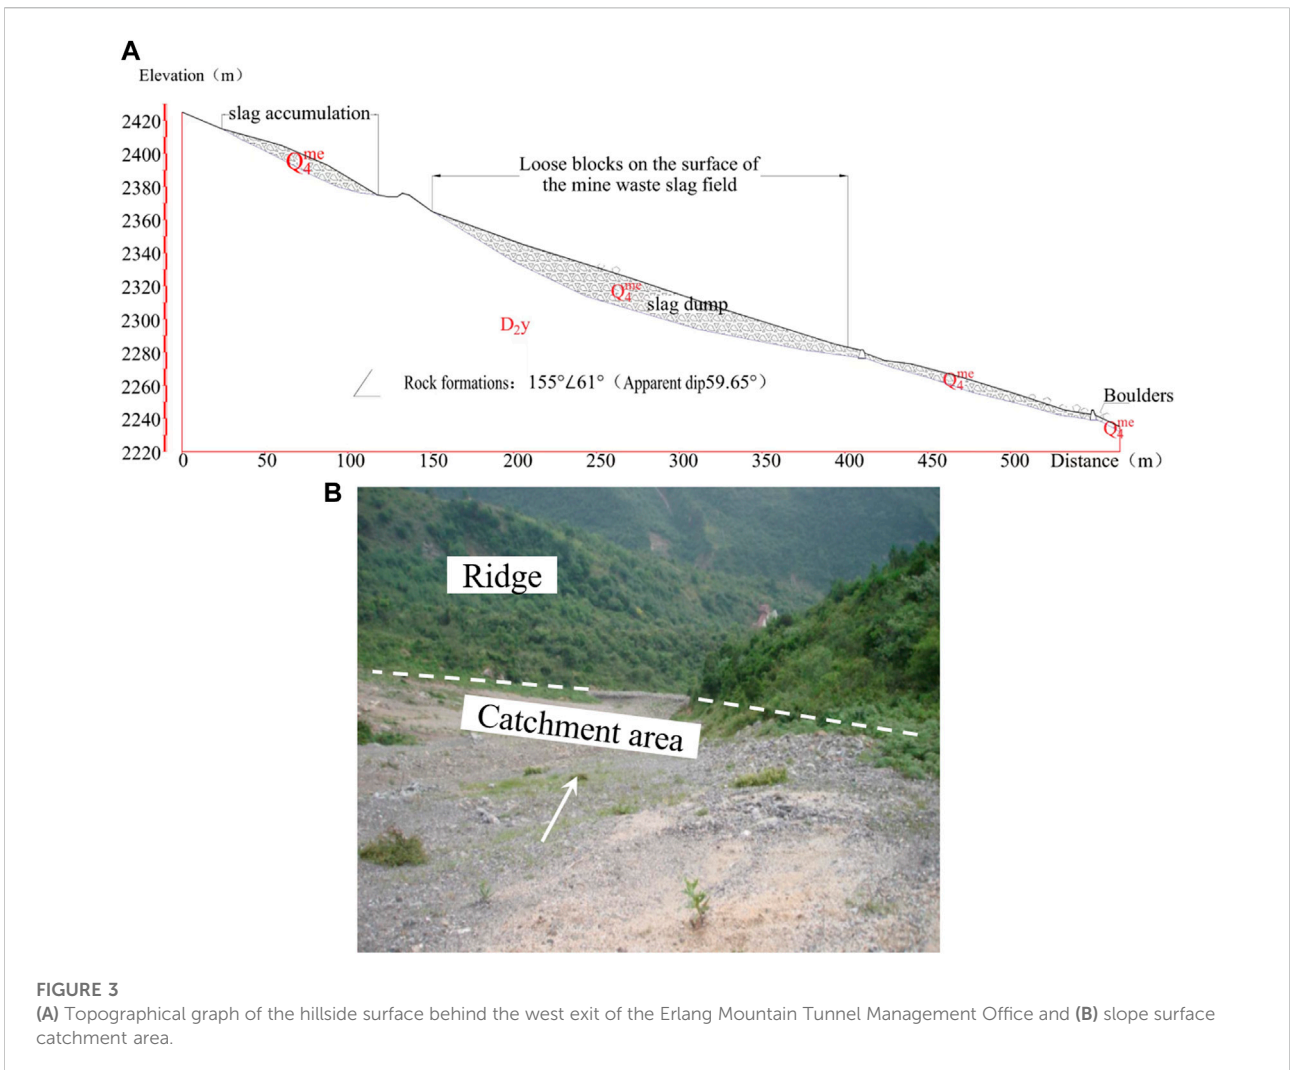 A
Elevation（m）
2420
2400
2380
2360
2340
2320
2300
2280
2260
2240
2220
slag accumulation
Q₄ᵐᵉ
Loose blocks on the surface of
the mine waste slag field
Q₄ᵐᵉ
slag dump
D₂y
Rock formations：155°∠61°（Apparent dip59.65°）
Q₄ᵐᵉ
Boulders
Q₄ᵐᵉ
0 50 100 150 200 250 300 350 400 450 500 Distance（m）
B
Ridge
Catchment area
FIGURE 3
(A) Topographical graph of the hillside surface behind the west exit of the Erlang Mountain Tunnel Management Office and (B) slope surface
catchment area.